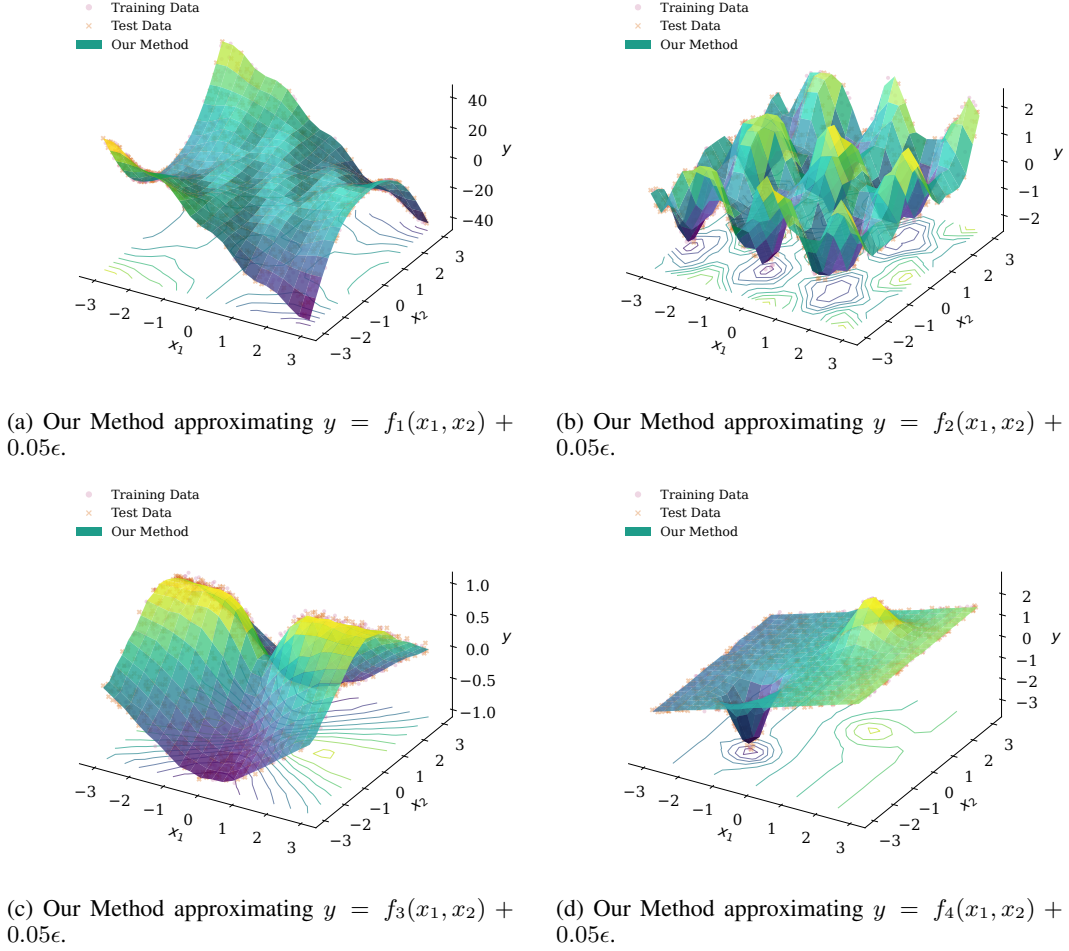 Training Data
Test Data
Our Method
40
20
0
−20
−40
y
−3
−2
−1
0
1
2
3
x1
−3
−2
−1
0
1
2
3
x2
Training Data
Test Data
Our Method
2
1
0
−1
−2
y
−3
−2
−1
0
1
2
3
x1
−3
−2
−1
0
1
2
3
x2
(a) Our Method approximating y = f1(x1, x2) +
0.05ϵ.
(b) Our Method approximating y = f2(x1, x2) +
0.05ϵ.
Training Data
Test Data
Our Method
1.0
0.5
0.0
−0.5
−1.0
y
−3
−2
−1
0
1
2
3
x1
−3
−2
−1
0
1
2
3
x2
Training Data
Test Data
Our Method
2
1
0
−1
−2
−3
y
−3
−2
−1
0
1
2
3
x1
−3
−2
−1
0
1
2
3
x2
(c) Our Method approximating y = f3(x1, x2) +
0.05ϵ.
(d) Our Method approximating y = f4(x1, x2) +
0.05ϵ.